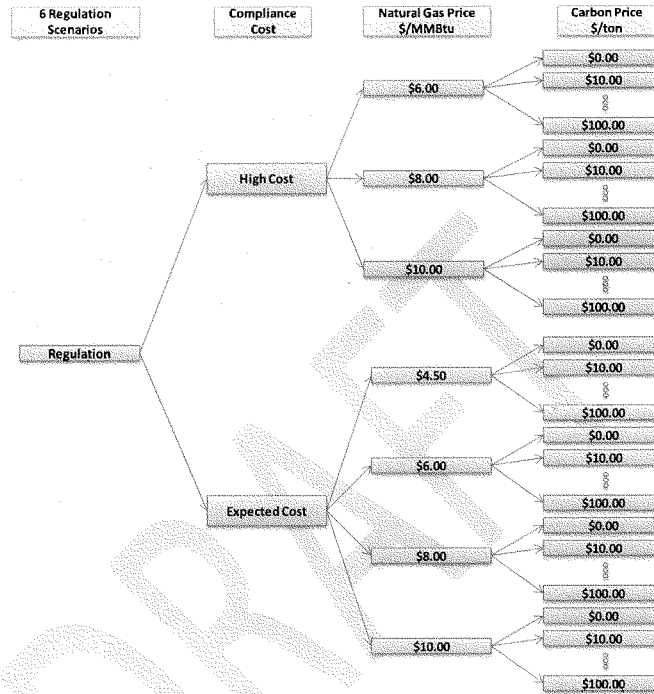 6 Regulation
Scenarios
Compliance
Cost
Natural Gas Price
$/MMBtu
Carbon Price
$/ton
Regulation
High Cost
$6.00
$0.00
$10.00
$100.00
$8.00
$0.00
$10.00
$100.00
$10.00
$0.00
$10.00
$100.00
Expected Cost
$4.50
$0.00
$10.00
$100.00
$6.00
$0.00
$10.00
$100.00
$8.00
$0.00
$10.00
$100.00
$10.00
$0.00
$10.00
$100.00
DRAFT